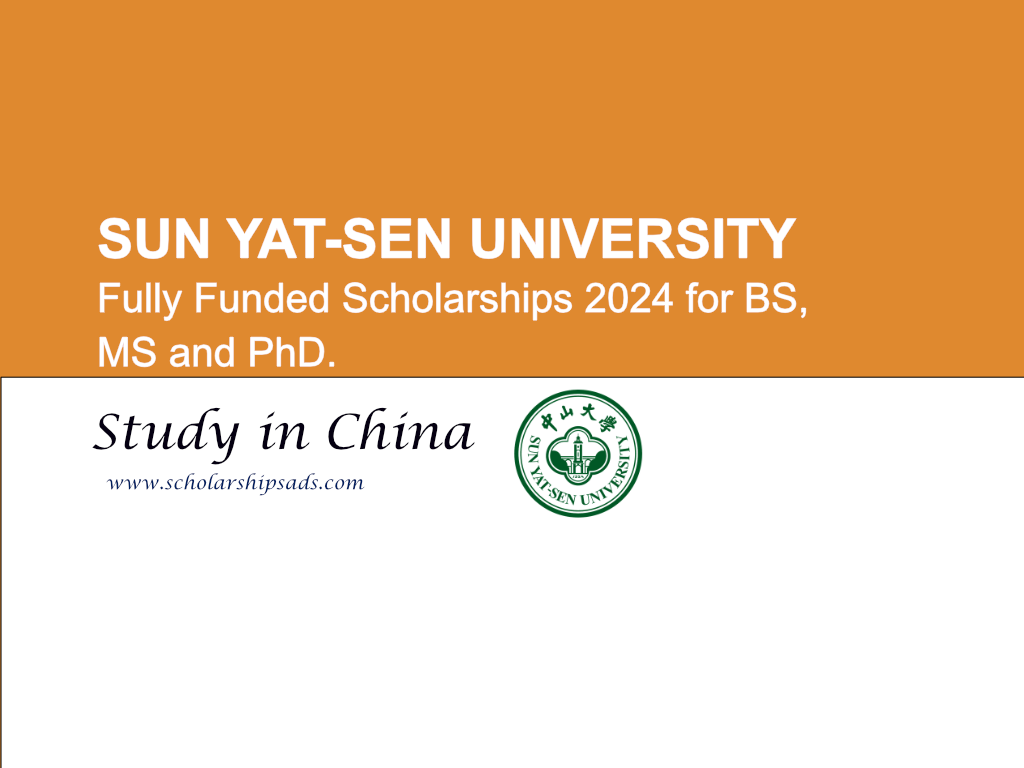 SUN YAT-SEN UNIVERSITY
Fully Funded Scholarships 2024 for BS,
MS and PhD.
Study in China
www.scholarshipsads.com
中山大學
SUN YAT-SEN UNIVERSITY
1924